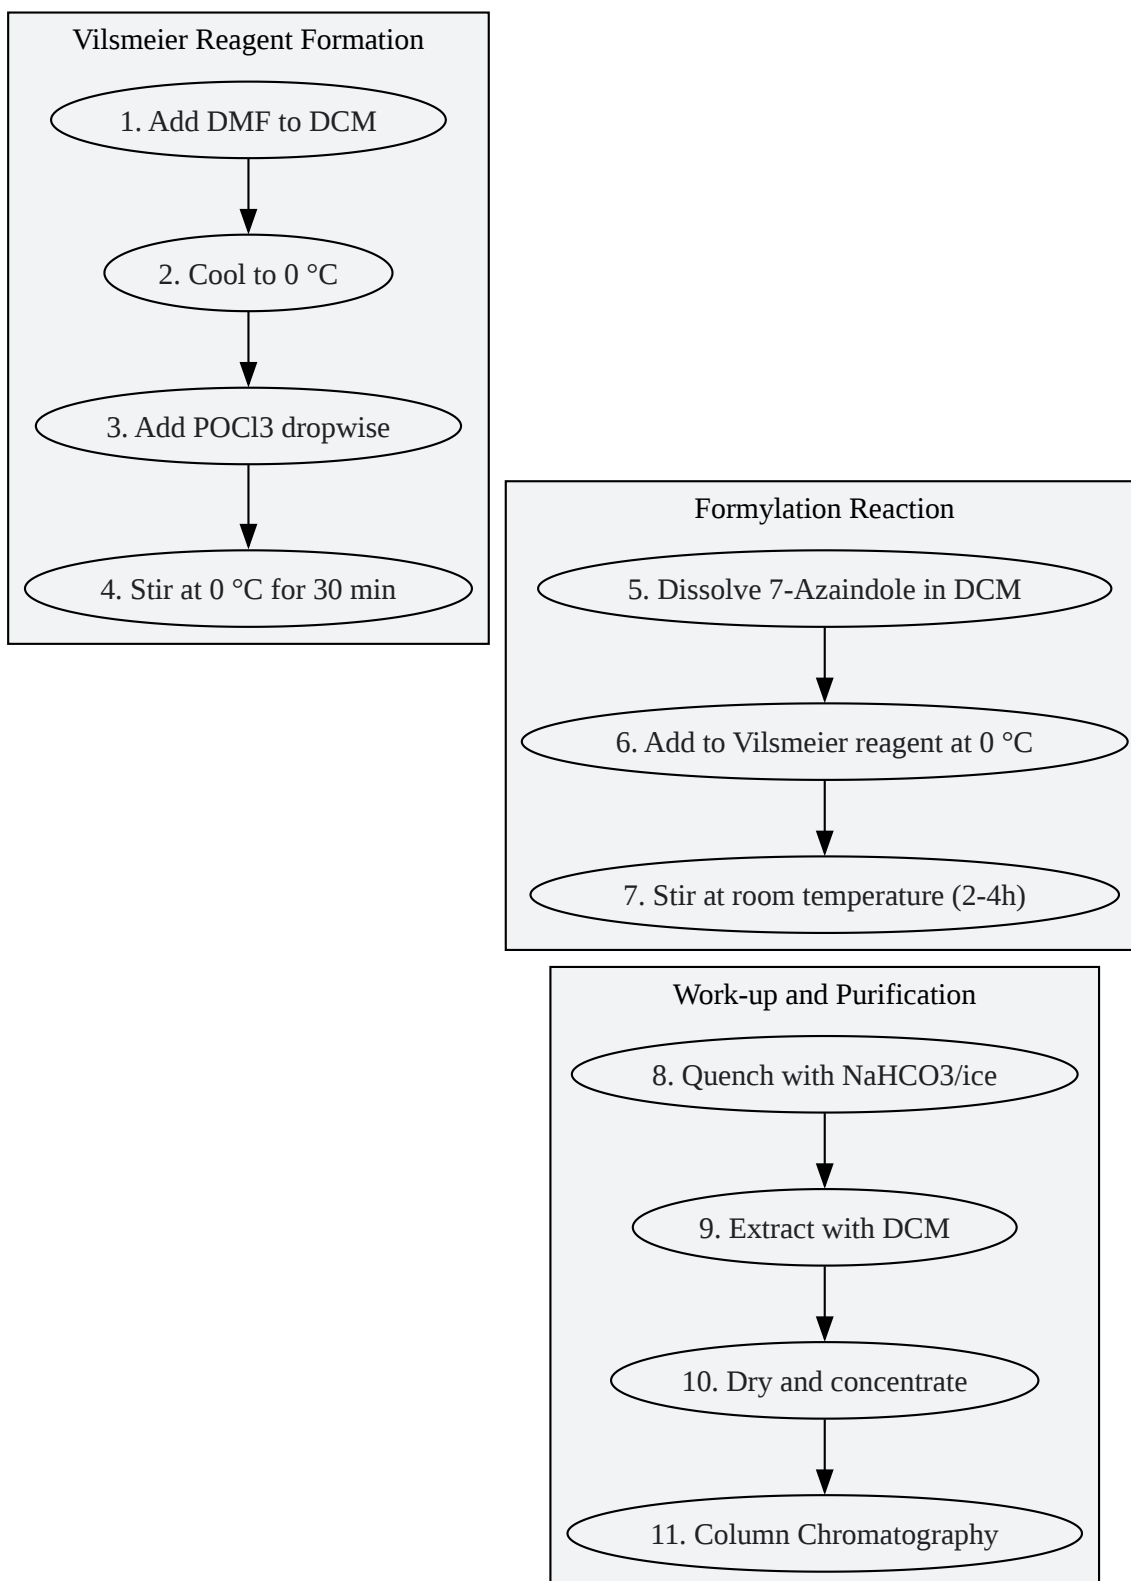 Vilsmeier Reagent Formation
1. Add DMF to DCM
2. Cool to 0 °C
3. Add POCl3 dropwise
4. Stir at 0 °C for 30 min
Formylation Reaction
5. Dissolve 7-Azaindole in DCM
6. Add to Vilsmeier reagent at 0 °C
7. Stir at room temperature (2-4h)
Work-up and Purification
8. Quench with NaHCO3/ice
9. Extract with DCM
10. Dry and concentrate
11. Column Chromatography